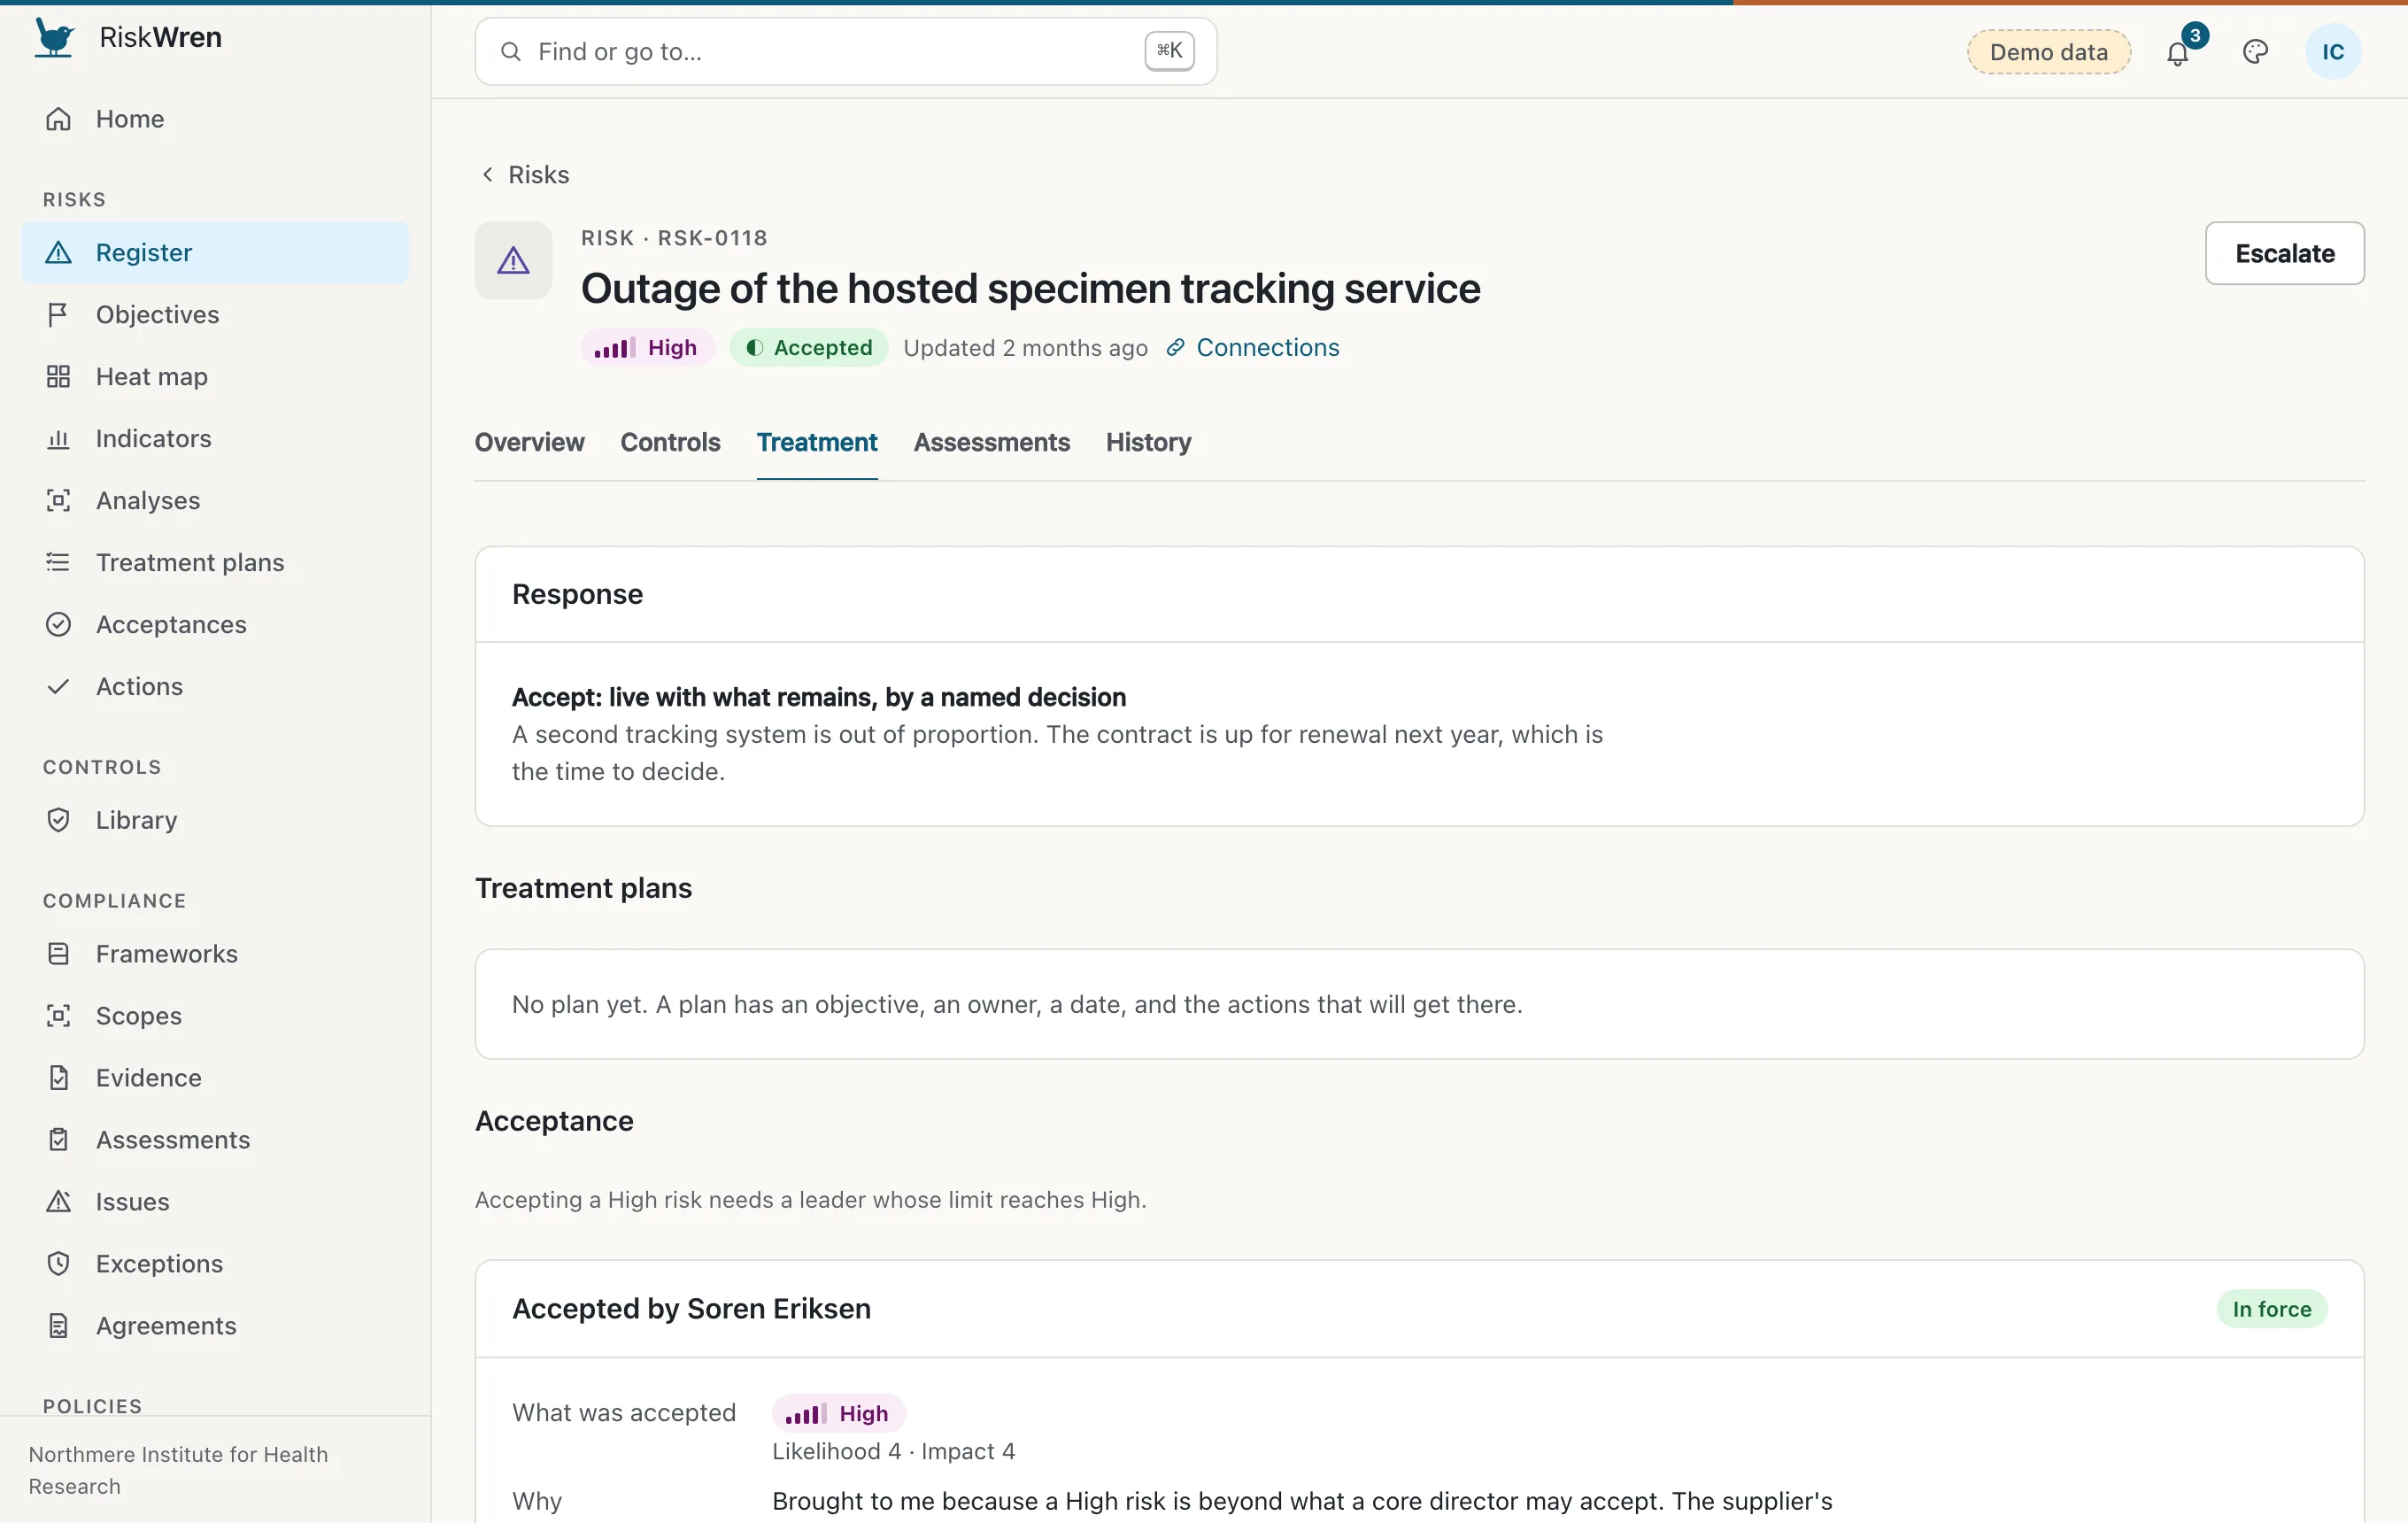 RiskWren
Find or go to...
⌘K
Demo data
3
IC
Home
RISKS
Register
Objectives
Heat map
Indicators
Analyses
Treatment plans
Acceptances
Actions
CONTROLS
Library
COMPLIANCE
Frameworks
Scopes
Evidence
Assessments
Issues
Exceptions
Agreements
POLICIES
Northmere Institute for Health
Research
Risks
RISK · RSK-0118
Outage of the hosted specimen tracking service
Escalate
High
Accepted
Updated 2 months ago
Connections
Overview
Controls
Treatment
Assessments
History
Response
Accept: live with what remains, by a named decision
A second tracking system is out of proportion. The contract is up for renewal next year, which is
the time to decide.
Treatment plans
No plan yet. A plan has an objective, an owner, a date, and the actions that will get there.
Acceptance
Accepting a High risk needs a leader whose limit reaches High.
Accepted by Soren Eriksen
In force
What was accepted
High
Likelihood 4 · Impact 4
Why
Brought to me because a High risk is beyond what a core director may accept. The supplier's